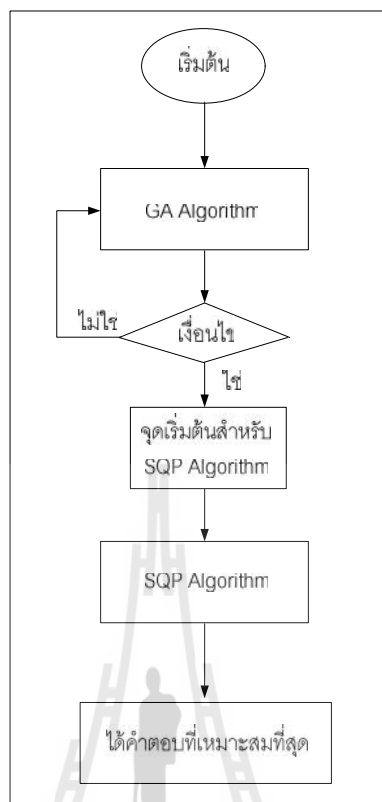 เริ่มต้น
GA Algorithm
เงื่อนไข
ไม่ใช่
ใช่
จุดเริ่มต้นสำหรับ
SQP Algorithm
SQP Algorithm
ได้คำตอบที่เหมาะสมที่สุด